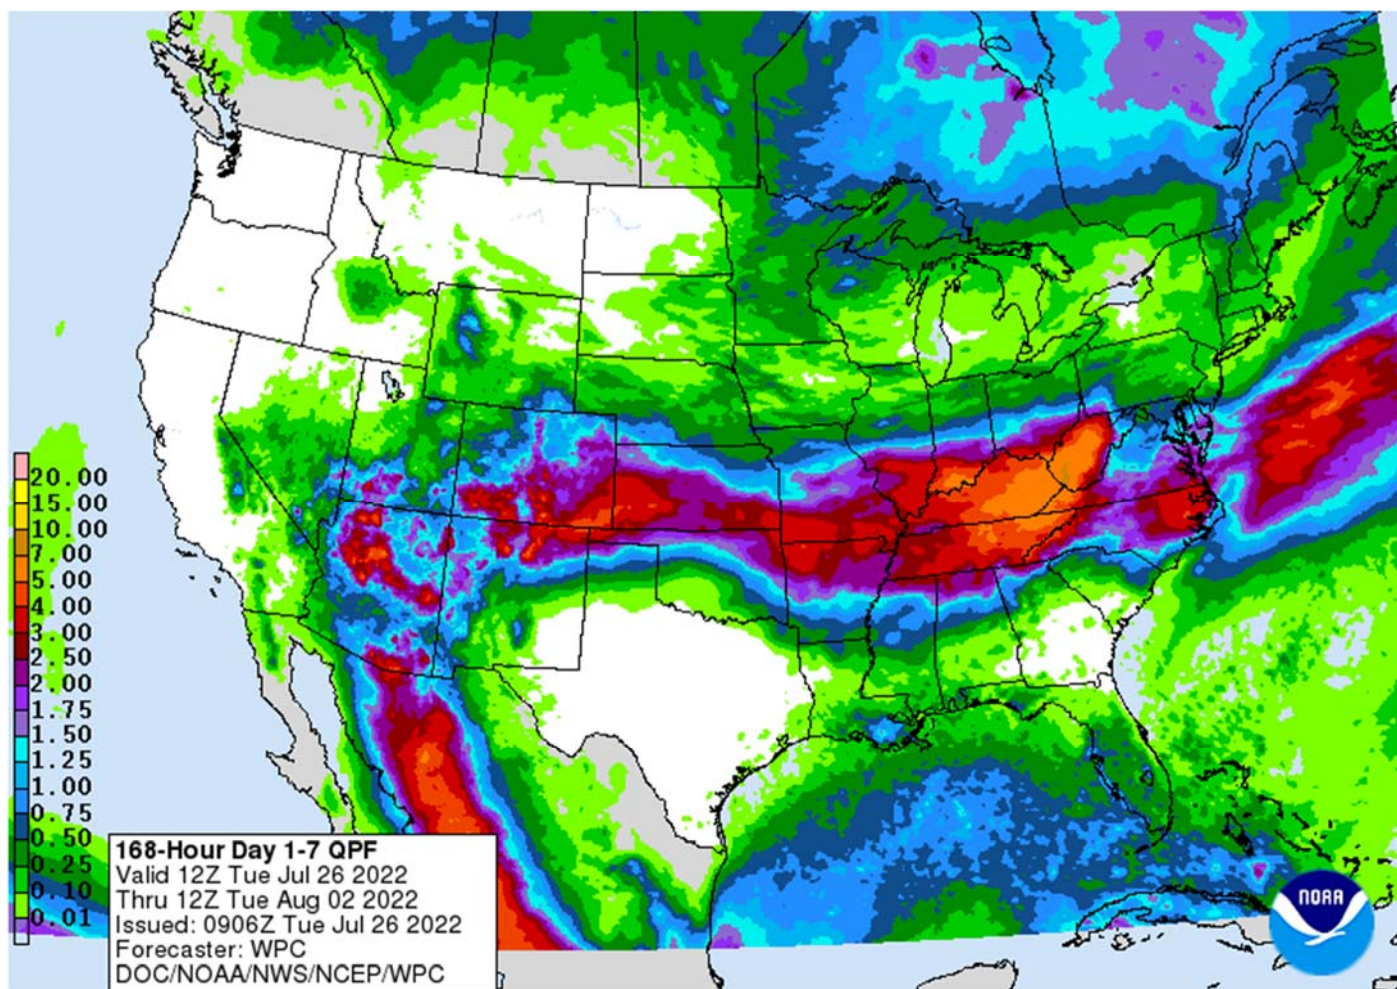 20.00
15.00
10.00
7.00
5.00
4.00
3.00
2.50
2.00
1.75
1.50
1.25
1.00
0.75
0.50
0.25
0.10
0.01
168-Hour Day 1-7 QPF
Valid 12Z Tue Jul 26 2022
Thru 12Z Tue Aug 02 2022
Issued: 0906Z Tue Jul 26 2022
Forecaster: WPC
DOC/NOAA/NWS/NCEP/WPC
NOAA